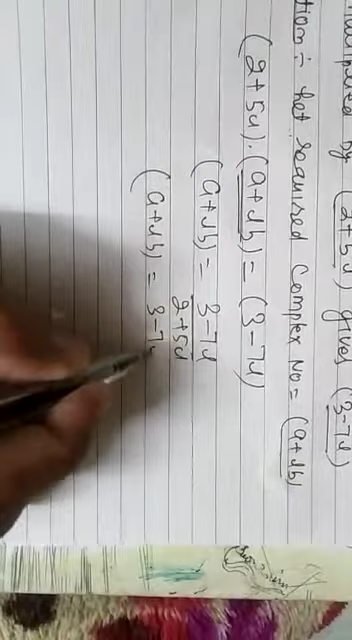 multiplied by (2+5i) gives (3-7i)
tion:- Let required Complex No = (a+ib)
(2+5i).(a+ib) = (3-7i)
(a+ib) = 3-7i
2+5i
(a+ib) = 3-7